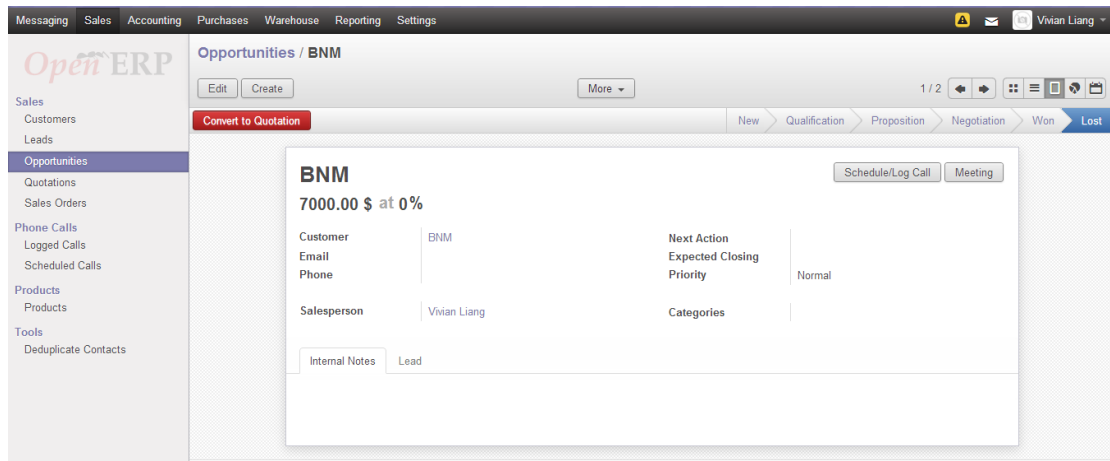 Messaging Sales Accounting Purchases Warehouse Reporting Settings Vivian Liang
Open ERP
Opportunities / BNM
Edit Create More 1 / 2
Sales
Customers
Leads
Opportunities
Quotations
Sales Orders
Phone Calls
Logged Calls
Scheduled Calls
Products
Products
Tools
Deduplicate Contacts
Convert to Quotation New Qualification Proposition Negotiation Won Lost
BNM
Schedule/Log Call Meeting
7000.00 $ at 0%
Customer BNM
Email
Phone
Next Action
Expected Closing
Priority Normal
Salesperson Vivian Liang
Categories
Internal Notes Lead